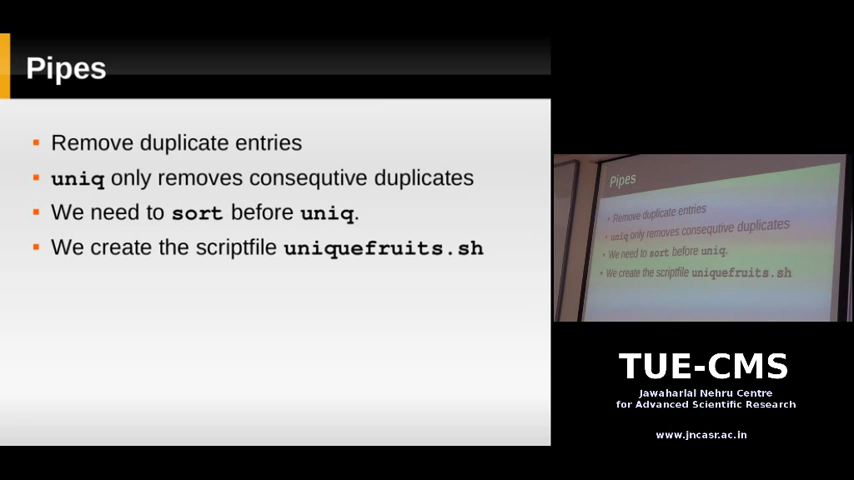 Pipes
Remove duplicate entries
uniq only removes consequtive duplicates
We need to sort before uniq.
We create the scriptfile uniquefruits.sh
Pipes
Remove duplicate entries
uniq only removes consequtive duplicates
We need to sort before uniq.
We create the scriptfile uniquefruits.sh
TUE-CMS
Jawaharlal Nehru Centre
for Advanced Scientific Research
www.jncasr.ac.in